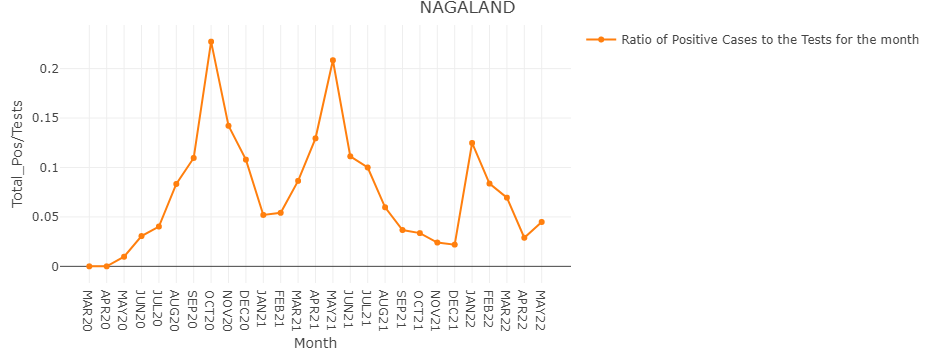 NAGALAND
Ratio of Positive Cases to the Tests for the month
Total_Pos/Tests
0.2
0.15
0.1
0.05
0
MAR20
APR20
MAY20
JUN20
JUL20
AUG20
SEP20
OCT20
NOV20
DEC20
JAN21
FEB21
MAR21
APR21
MAY21
JUN21
JUL21
AUG21
SEP21
OCT21
NOV21
DEC21
JAN22
FEB22
MAR22
APR22
MAY22
Month